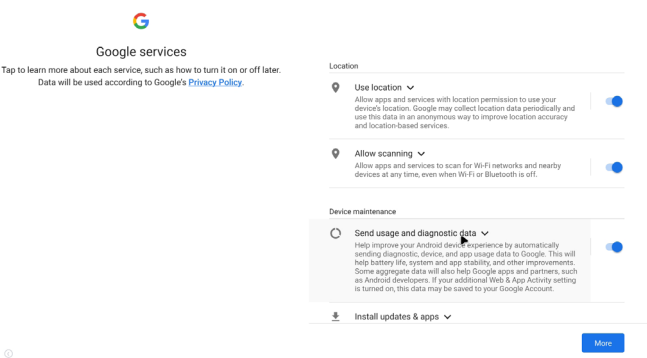 Google services
Tap to learn more about each service, such as how to turn it on or off later.
Data will be used according to Google's Privacy Policy.
Location
Use location
Allow apps and services with location permission to use your
device's location. Google may collect location data periodically and
use this data in an anonymous way to improve location accuracy
and location-based services.
Allow scanning
Allow apps and services to scan for Wi-Fi networks and nearby
devices at any time, even when Wi-Fi or Bluetooth is off.
Device maintenance
Send usage and diagnostic data
Help improve your Android device experience by automatically
sending diagnostic, device, and app usage data to Google. This will
help battery life, system and app stability, and other improvements.
Some aggregate data will also help Google apps and partners, such
as Android developers. If your additional Web & App Activity setting
is turned on, this data may be saved to your Google Account.
Install updates & apps
More